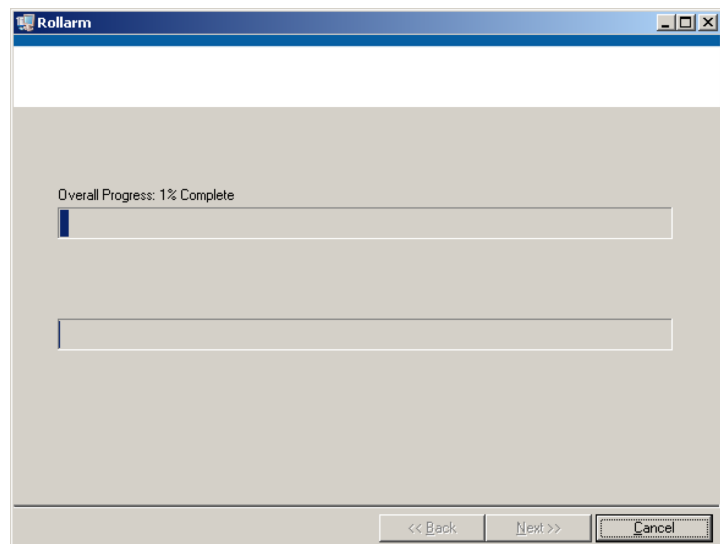 Rollarm
Overall Progress: 1% Complete
<< Back
Next >>
Cancel